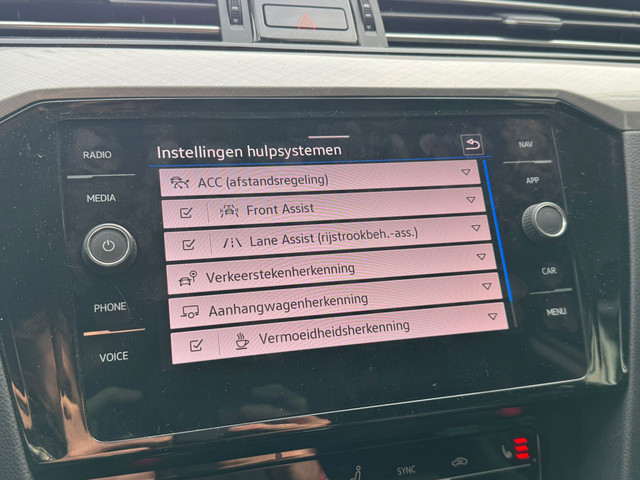 RADIO
MEDIA
PHONE
VOICE
Instellingen hulpsystemen
ACC (afstandsregeling)
Front Assist
Lane Assist (rijstrookbeh.-ass.)
Verkeerstekenherkenning
Aanhangwagenherkenning
Vermoeidheidsherkenning
NAV
APP
CAR
MENU
SYNC